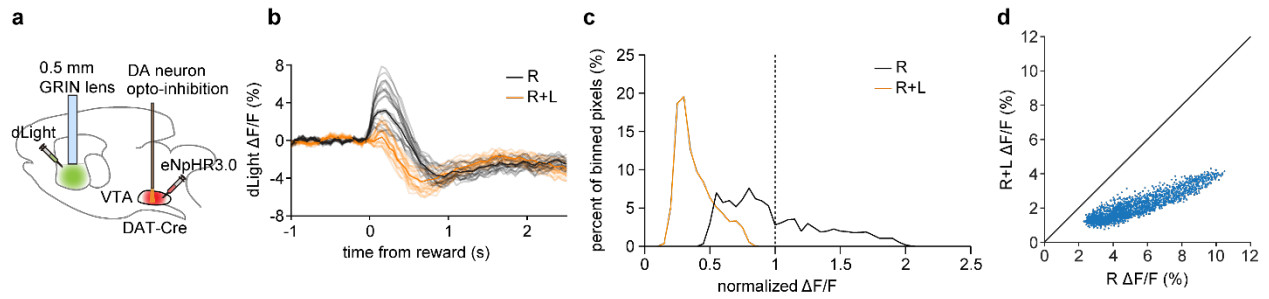 a
0.5 mm
GRIN lens
DA neuron
opto-inhibition
dLight
eNpHR3.0
VTA
DAT-Cre
b
dLight ΔF/F (%)
8
4
0
-4
-8
-1
0
1
2
time from reward (s)
R
R+L
c
percent of binned pixels (%)
25
20
15
10
5
0
0
0.5
1.0
1.5
2.0
2.5
normalized ΔF/F
R
R+L
d
R+L ΔF/F (%)
12
10
8
6
4
2
0
0
2
4
6
8
10
12
R ΔF/F (%)